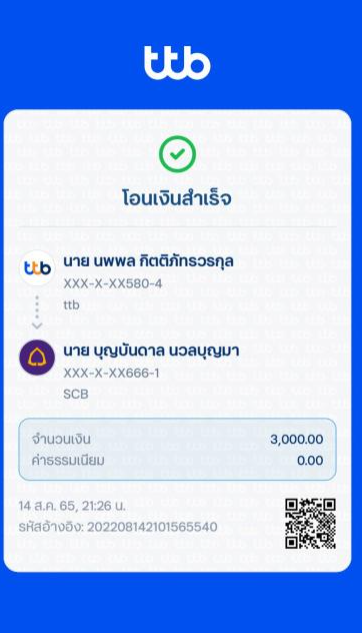 ttb
โอนเงินสำเร็จ
ttb
นาย นพพล กิตติภัทรวรกุล
XXX-X-XX580-4
ttb
นาย บุญบันดาล นวลบุญมา
XXX-X-XX666-1
SCB
จำนวนเงิน 3,000.00
ค่าธรรมเนียม 0.00
14 ส.ค. 65, 21:26 น.
รหัสอ้างอิง: 202208142101565540